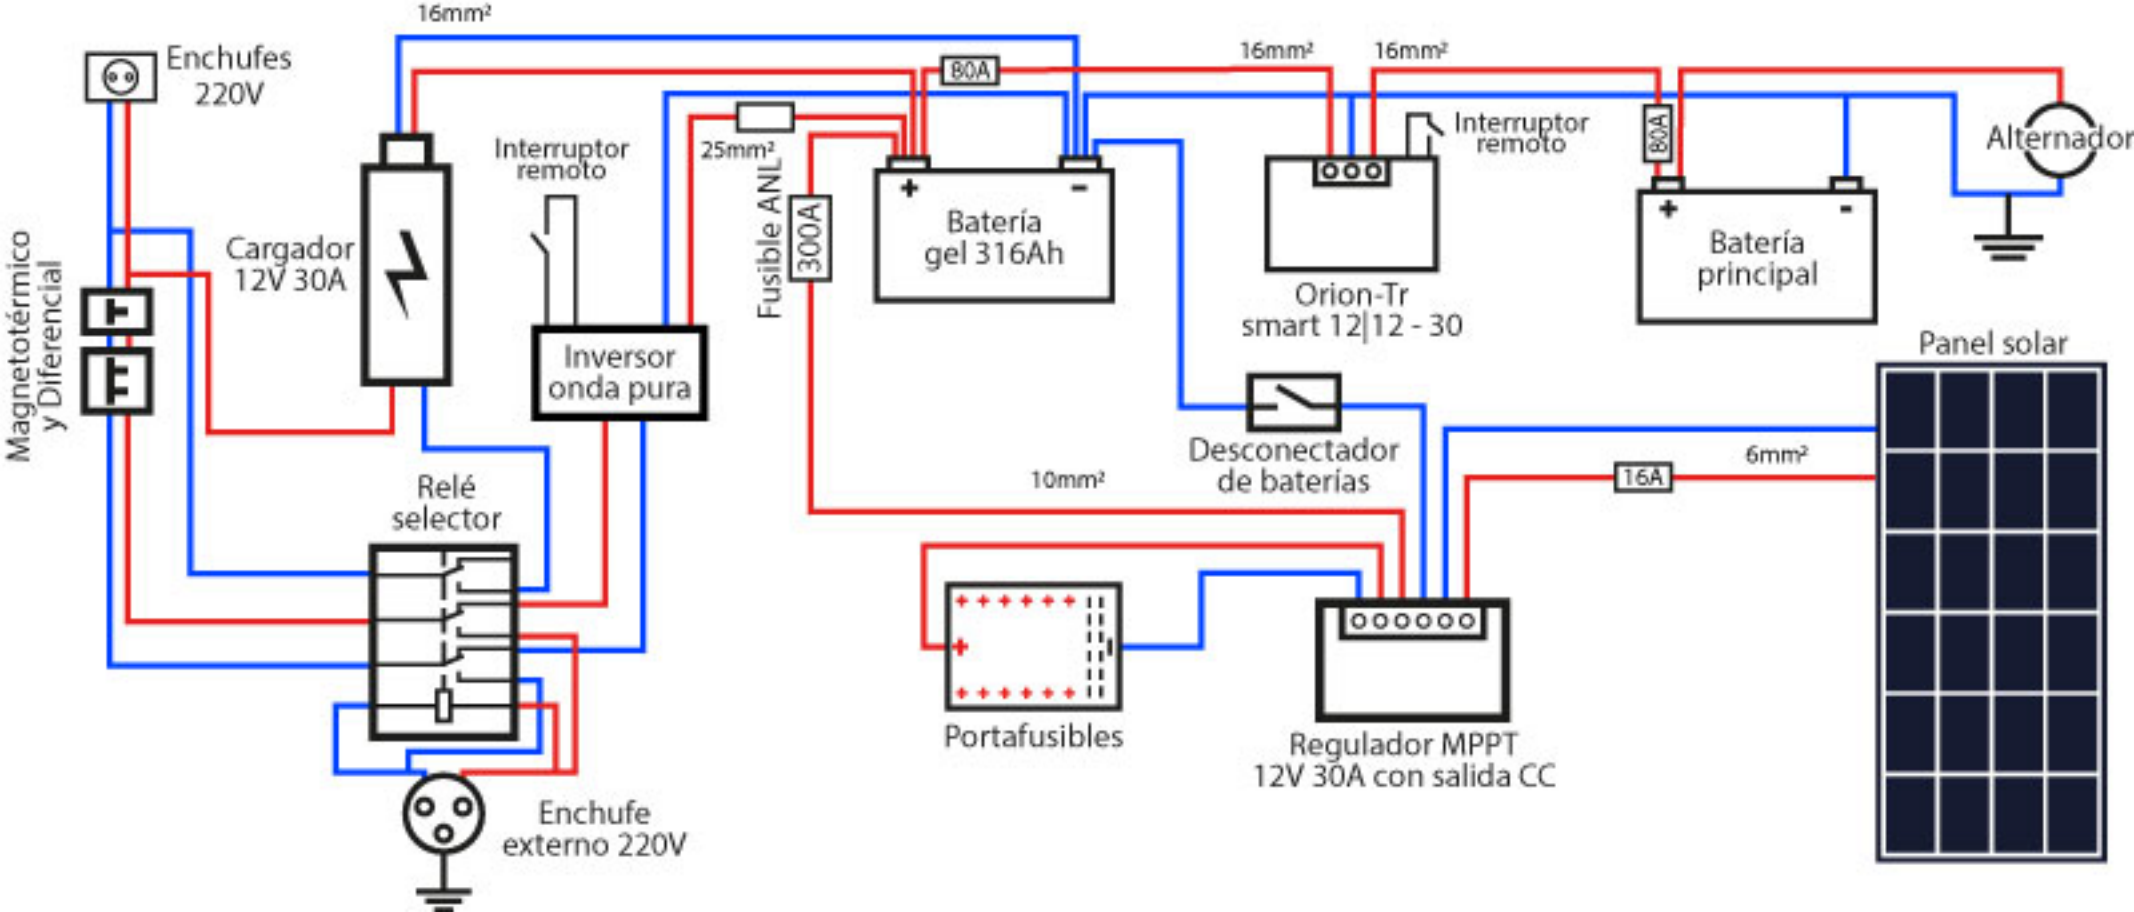 16mm²
Enchufes
220V
80A
16mm²
16mm²
Interruptor
remoto
25mm²
Interruptor
remoto
80A
Alternador
Magnetotérmico
y Diferencial
Cargador
12V 30A
Fusible ANL
300A
+
-
Batería
gel 316Ah
Orion-Tr
smart 12|12 - 30
+
-
Batería
principal
Inversor
onda pura
Panel solar
Desconectador
de baterías
6mm²
16A
10mm²
Relé
selector
+ + + + + +
+
-
+ + + + + +
Portafusibles
Regulador MPPT
12V 30A con salida CC
Enchufe
externo 220V